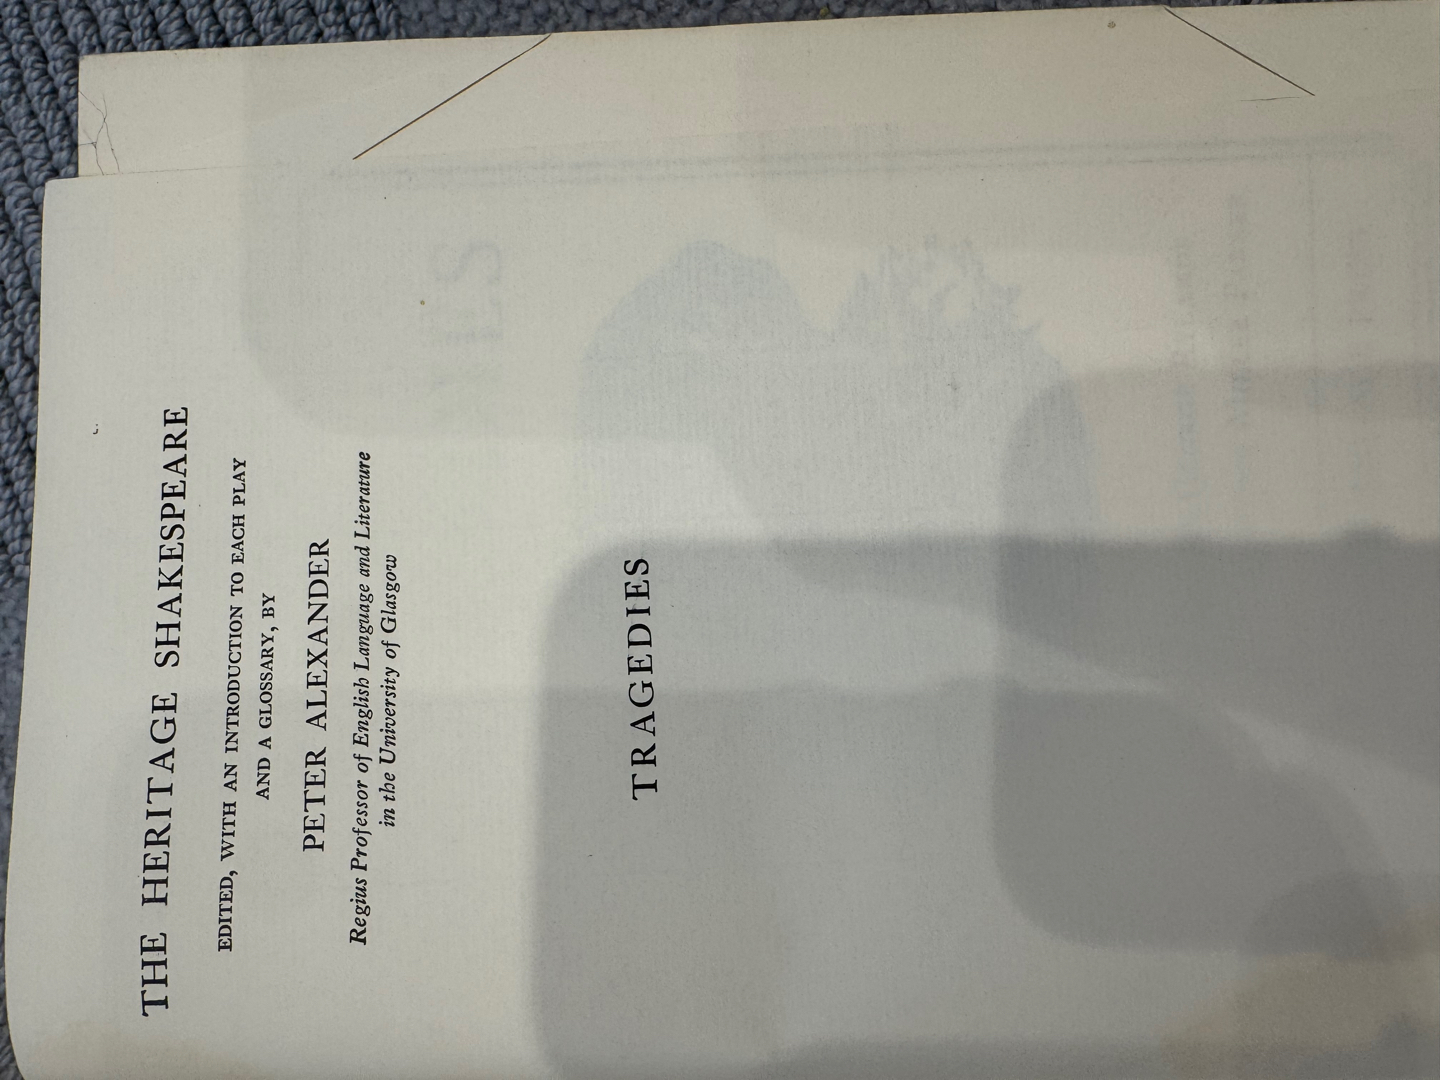 THE HERITAGE SHAKESPEARE
EDITED, WITH AN INTRODUCTION TO EACH PLAY
AND A GLOSSARY, BY
PETER ALEXANDER
Regius Professor of English Language and Literature
in the University of Glasgow
TRAGEDIES